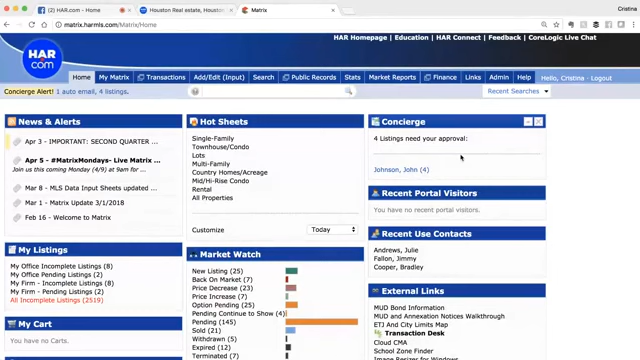 (2) HAR.com - Home
Houston Real estate, Houston
Matrix
Cristina
matrix.harmls.com/Matrix/Home
HAR Homepage | Education | HAR Connect | Feedback | CoreLogic Live Chat
HAR
com
Home
My Matrix
Transactions
Add/Edit (Input)
Search
Public Records
Stats
Market Reports
Finance
Links
Admin
Help
Hello, Cristina - Logout
Concierge Alert! 1 auto email, 4 listings.
Recent Searches
News & Alerts
Apr 3 - IMPORTANT: SECOND QUARTER ...
Apr 5 - #MatrixMondays- Live Matrix ...
Join us this coming Monday (4/9) at 9am for ...
Mar 8 - MLS Data Input Sheets updated ...
Mar 1 - Matrix Update 3/1/2018
Feb 16 - Welcome to Matrix
My Listings
My Office Incomplete Listings (8)
My Office Pending Listings (2)
My Firm - Incomplete Listings (8)
My Firm - Pending Listings (2)
All Incomplete Listings (2519)
My Cart
You have no Carts.
Hot Sheets
Single-Family
Townhouse/Condo
Lots
Multi-Family
Country Homes/Acreage
Mid/Hi-Rise Condo
Rental
All Properties
Customize
Today
Market Watch
New Listing (25)
Back On Market (7)
Price Decrease (23)
Price Increase (7)
Option Pending (25)
Pending Continue to Show (4)
Pending (145)
Sold (21)
Withdrawn (5)
Expired (12)
Terminated (7)
Concierge
4 Listings need your approval:
Johnson, John (4)
Recent Portal Visitors
You have no recent portal visitors.
Recent Use Contacts
Andrews, Julie
Fallon, Jimmy
Cooper, Bradley
External Links
MUD Bond Information
MUD and Annexation Notices Walkthrough
ETJ And City Limits Map
Transaction Desk
Cloud CMA
School Zone Finder
Image Resizer for Windows